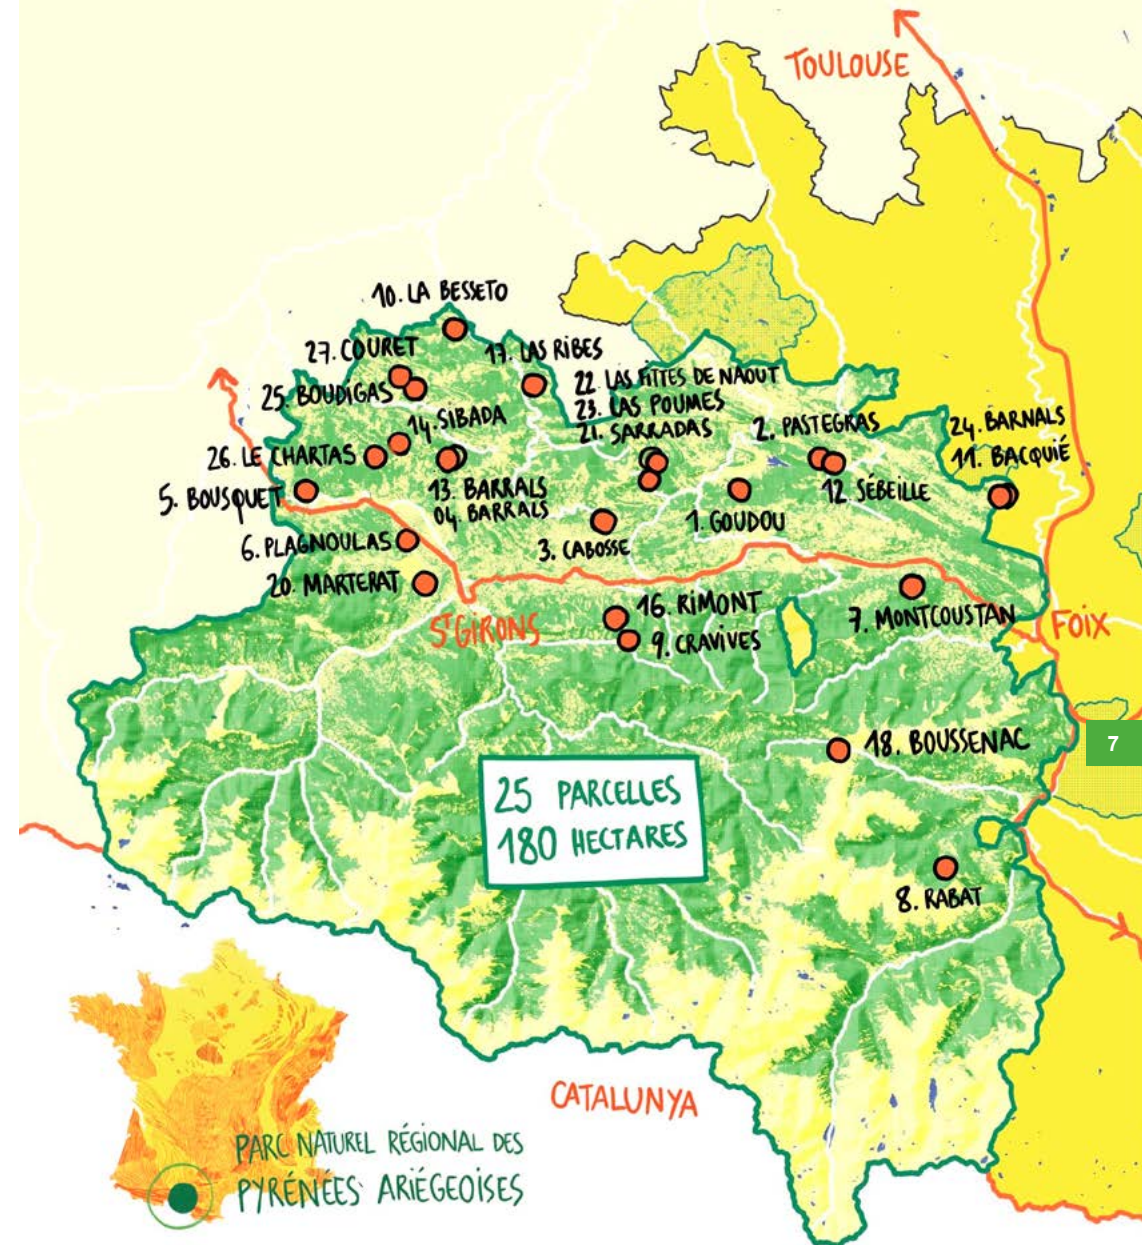 TOULOUSE
10. LA BESSETO
27. COURET
17. LAS RIBES
25. BOUDIGAS
22. LAS FITTES DE NAOUT
23. LAS POUMES
21. SARRADAS
14. SIBADA
2. PASTEGRAS
24. BARNALS
11. BACQUIÉ
26. LE CHARTAS
5. BOUSQUET
13. BARRALS
04. BARRALS
12. SÉBEILLE
1. GOUDOU
3. CABOSSE
6. PLAGNOULAS
20. MARTERAT
16. RIMONT
9. CRAVIVES
7. MONTCOUSTAN
ST GIRONS
FOIX
18. BOUSSENAC
7
25 PARCELLES
180 HECTARES
8. RABAT
CATALUNYA
PARC NATUREL RÉGIONAL DES
PYRÉNÉES ARIÉGEOISES